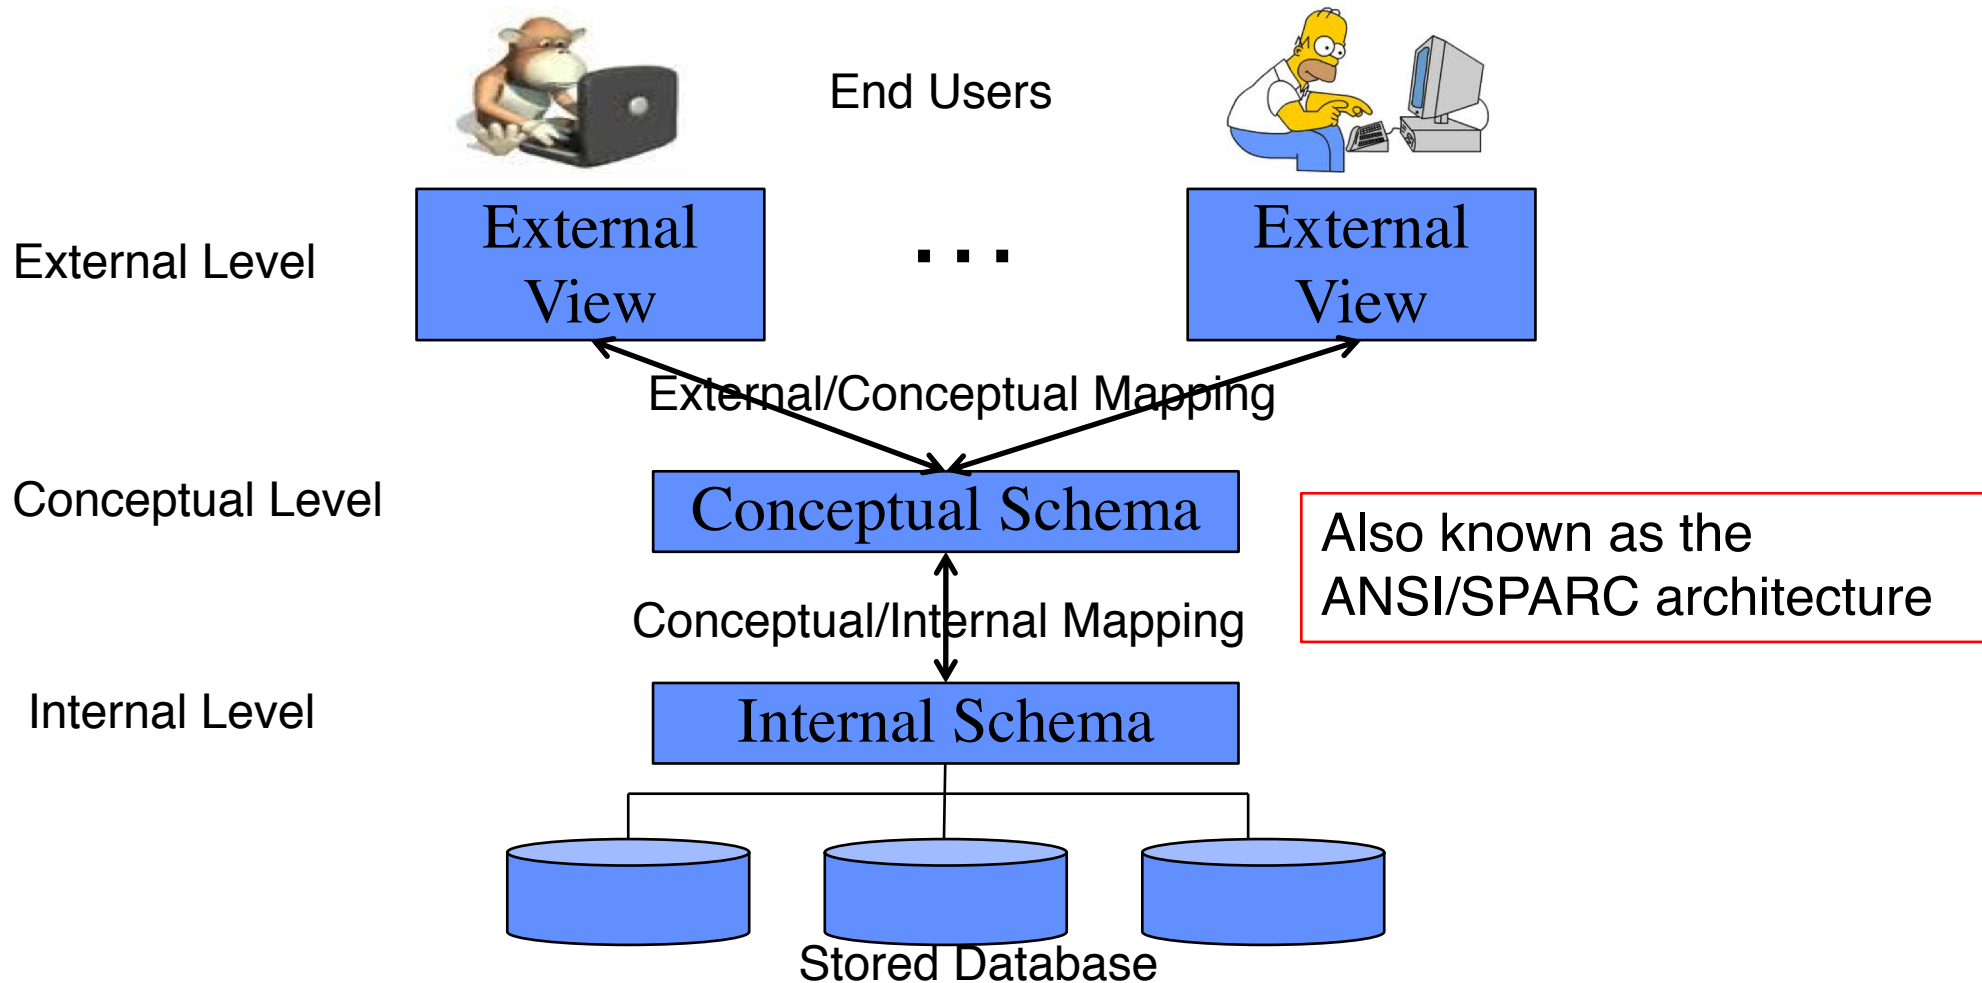 End Users
External Level
External
View
. . .
External
View
External/Conceptual Mapping
Conceptual Level
Conceptual Schema
Also known as the
ANSI/SPARC architecture
Conceptual/Internal Mapping
Internal Level
Internal Schema
Stored Database